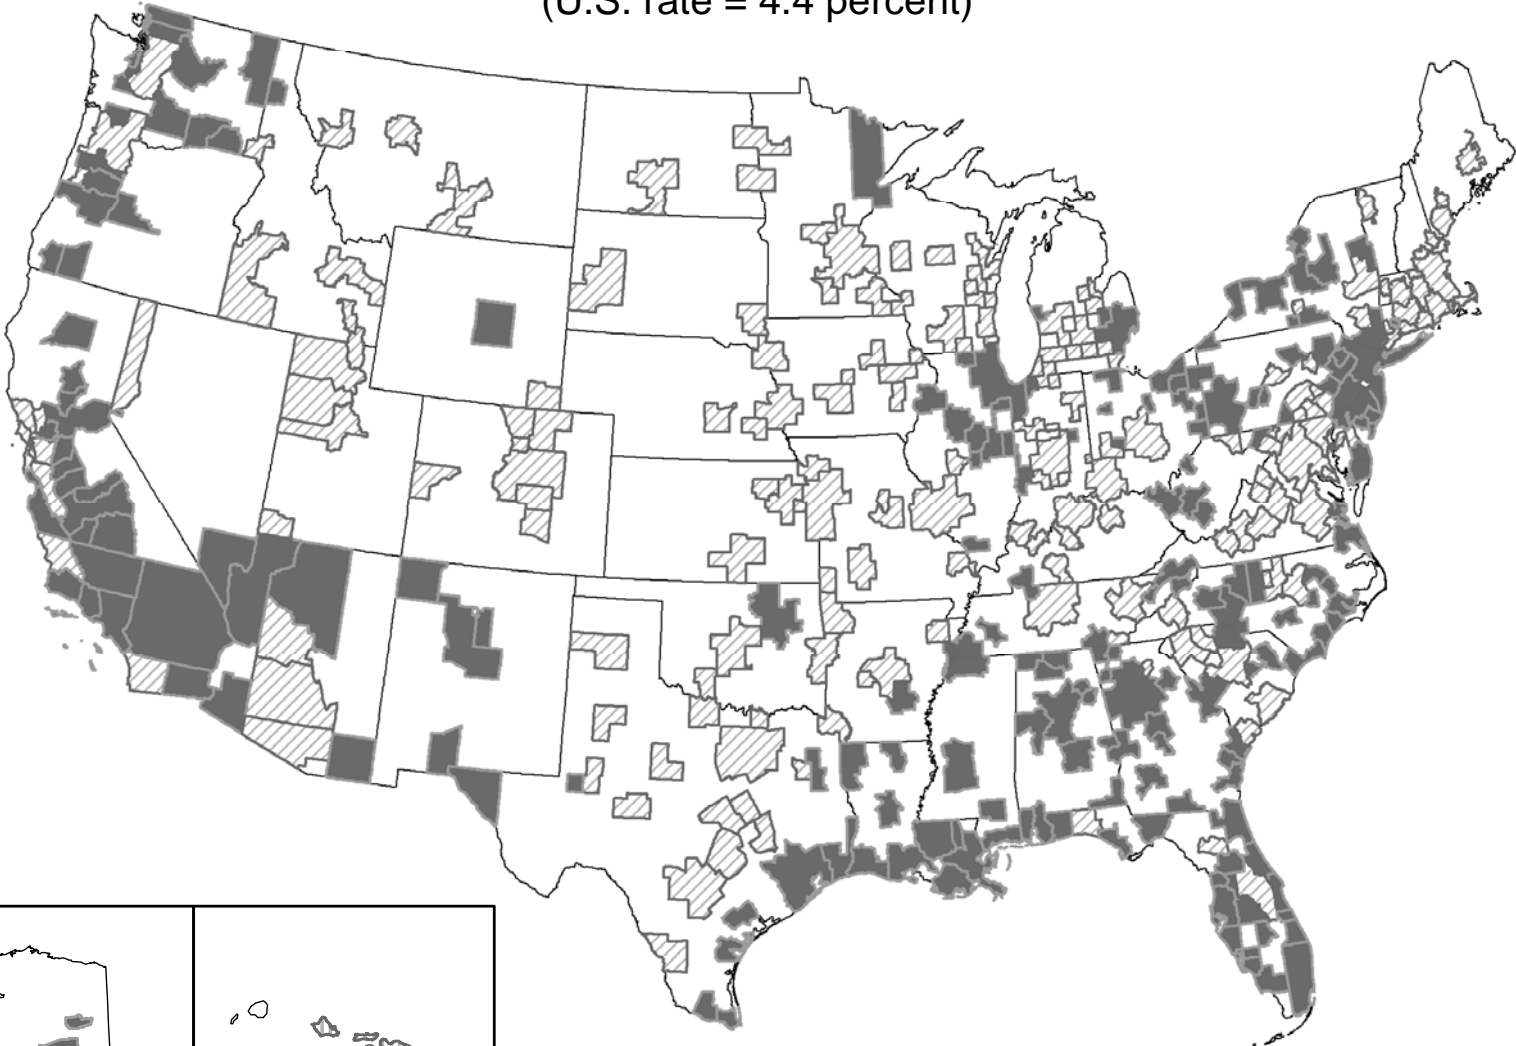 (U.S. rate = 4.4 percent)